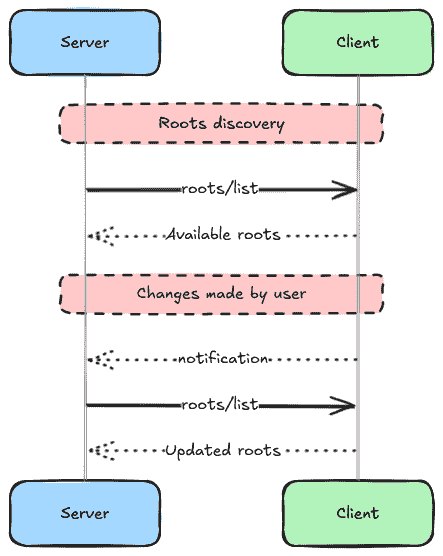 Server
Client
Roots discovery
roots/list
Available roots
Changes made by user
notification
roots/list
Updated roots
Server
Client